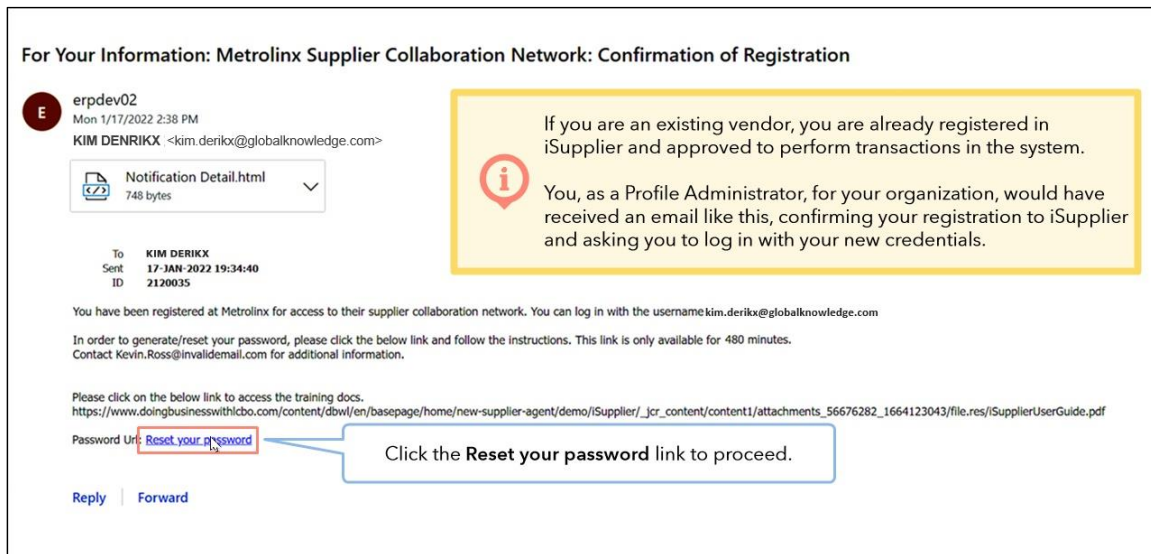 For Your Information: Metrolinx Supplier Collaboration Network: Confirmation of Registration
E
erpdev02
Mon 1/17/2022 2:38 PM
KIM DENRIKX <kim.derikx@globalknowledge.com>
Notification Detail.html
748 bytes
If you are an existing vendor, you are already registered in
iSupplier and approved to perform transactions in the system.
You, as a Profile Administrator, for your organization, would have
received an email like this, confirming your registration to iSupplier
and asking you to log in with your new credentials.
To KIM DERIKX
Sent 17-JAN-2022 19:34:40
ID 2120035
You have been registered at Metrolinx for access to their supplier collaboration network. You can log in with the username kim.derikx@globalknowledge.com
In order to generate/reset your password, please click the below link and follow the instructions. This link is only available for 480 minutes.
Contact Kevin.Ross@invalidemail.com for additional information.
Please click on the below link to access the training docs.
https://www.doingbusinesswithlcbo.com/content/dbwl/en/basepage/home/new-supplier-agent/demo/iSupplier/_jcr_content/content1/attachments_56676282_1664123043/file.res/iSupplierUserGuide.pdf
Password Url: Reset your password
Click the Reset your password link to proceed.
Reply Forward